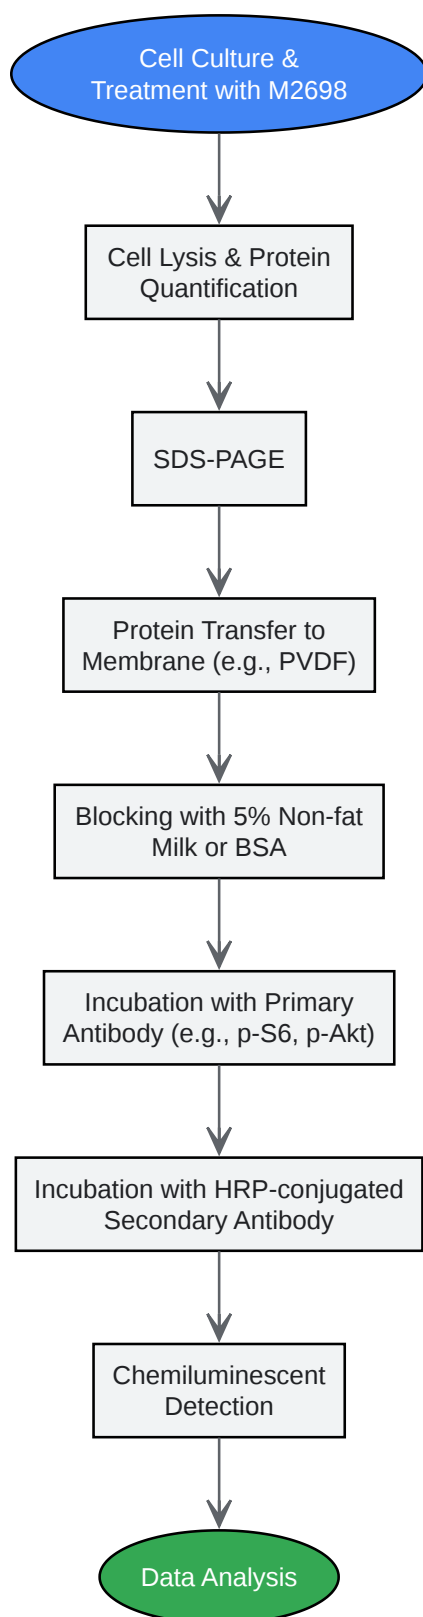 Cell Culture &
Treatment with M2698
Cell Lysis & Protein
Quantification
SDS-PAGE
Protein Transfer to
Membrane (e.g., PVDF)
Blocking with 5% Non-fat
Milk or BSA
Incubation with Primary
Antibody (e.g., p-S6, p-Akt)
Incubation with HRP-conjugated
Secondary Antibody
Chemiluminescent
Detection
Data Analysis